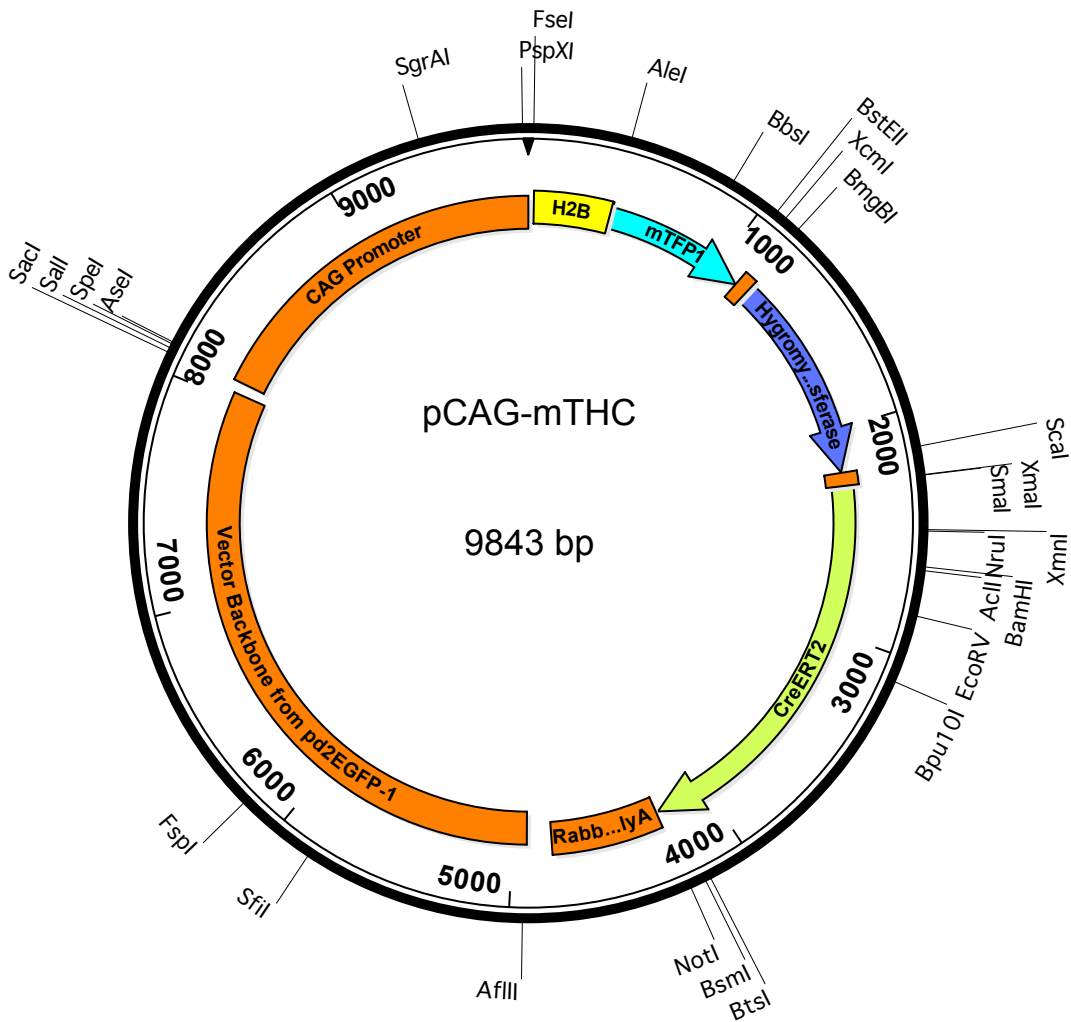 FseI
PspXI
SgrAI
AleI
BbsI
BstEII
XcmI
BmgBI
9000
H2B
mTFP1
1000
CAG Promoter
SacI
SalI
SpeI
AseI
8000
Hygromy...sferase
pCAG-mTHC
2000
ScaI
XmaI
SmaI
9843 bp
XmnI
NruI
BamHI
AclI
EcoRV
Bpu10I
7000
Vector Backbone from pd2EGFP-1
CreERT2
3000
6000
FspI
SfiI
Rabb...lyA
4000
5000
AflII
NotI
BsmI
BtsI